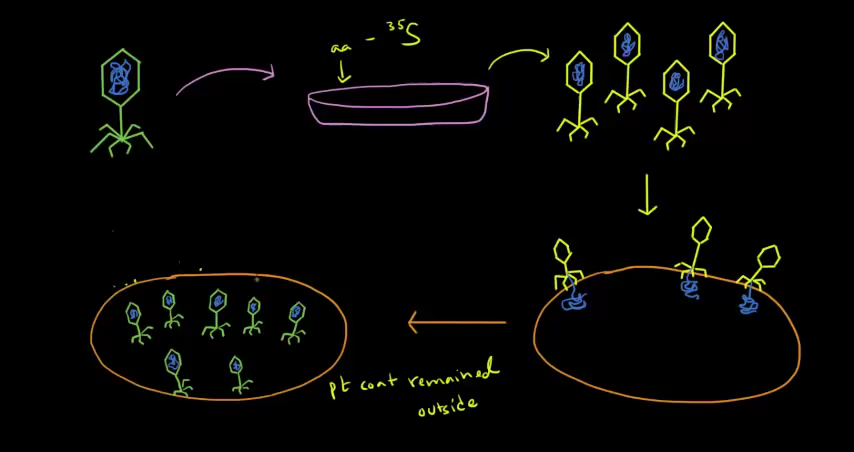 aa - ³⁵S
pt coat remained
outside